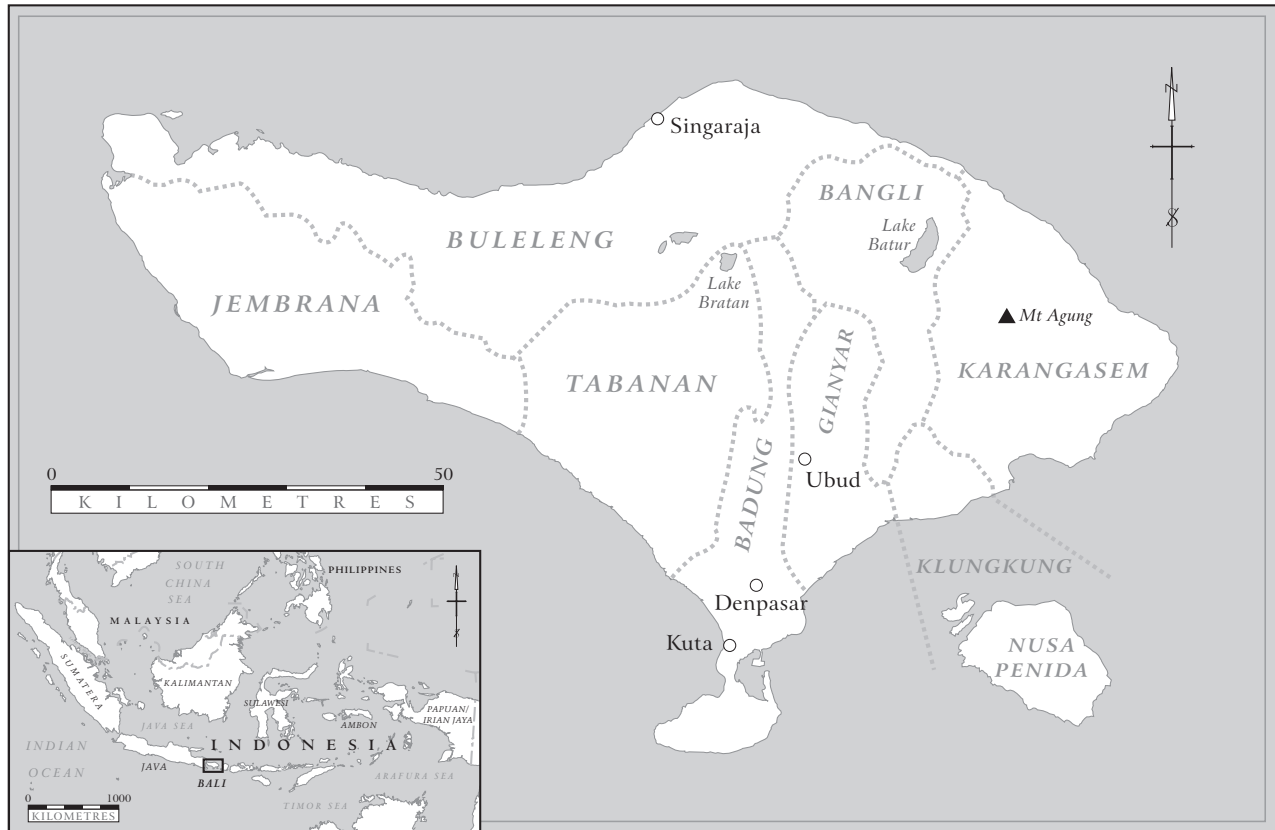 N
S
Singaraja
BANGLI
Lake
Batur
BULELENG
Lake
Bratan
JEMBRANA
Mt Agung
TABANAN
GIANYAR
KARANGASEM
BADUNG
Ubud
0 50
KILOMETRES
KLUNGKUNG
Denpasar
Kuta
NUSA
PENIDA
SOUTH
CHINA
SEA
PHILIPPINES
N
S
MALAYSIA
SUMATERA
KALIMANTAN
SULAWESI
PAPUAN/
IRIAN JAYA
AMBON
JAVA SEA
INDIAN
OCEAN
INDONESIA
JAVA
BALI
ARAFURA SEA
0 1000
KILOMETRES
TIMOR SEA